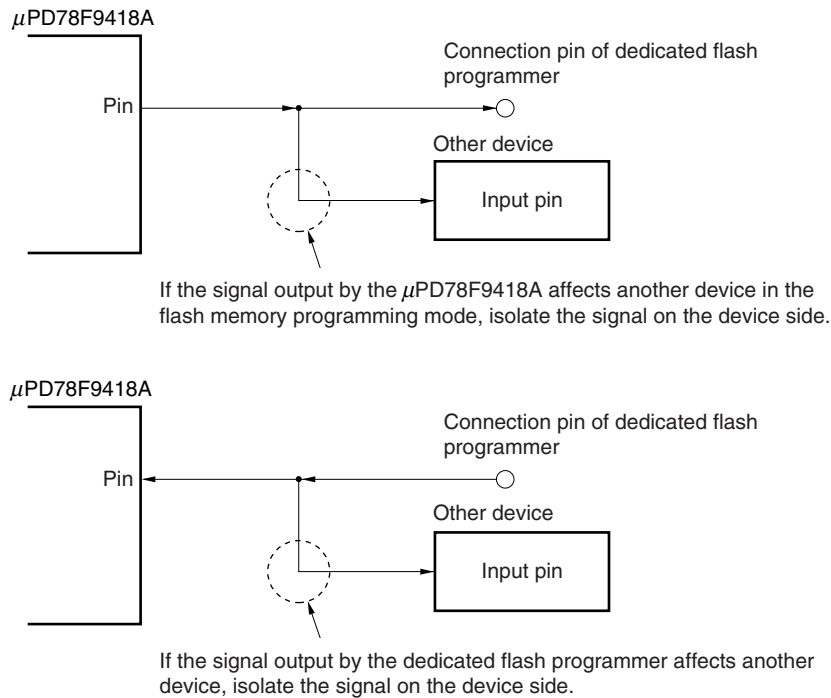 μPD78F9418A
Connection pin of dedicated flash
programmer
Pin
Other device
Input pin
If the signal output by the μPD78F9418A affects another device in the
flash memory programming mode, isolate the signal on the device side.
μPD78F9418A
Connection pin of dedicated flash
programmer
Pin
Other device
Input pin
If the signal output by the dedicated flash programmer affects another
device, isolate the signal on the device side.